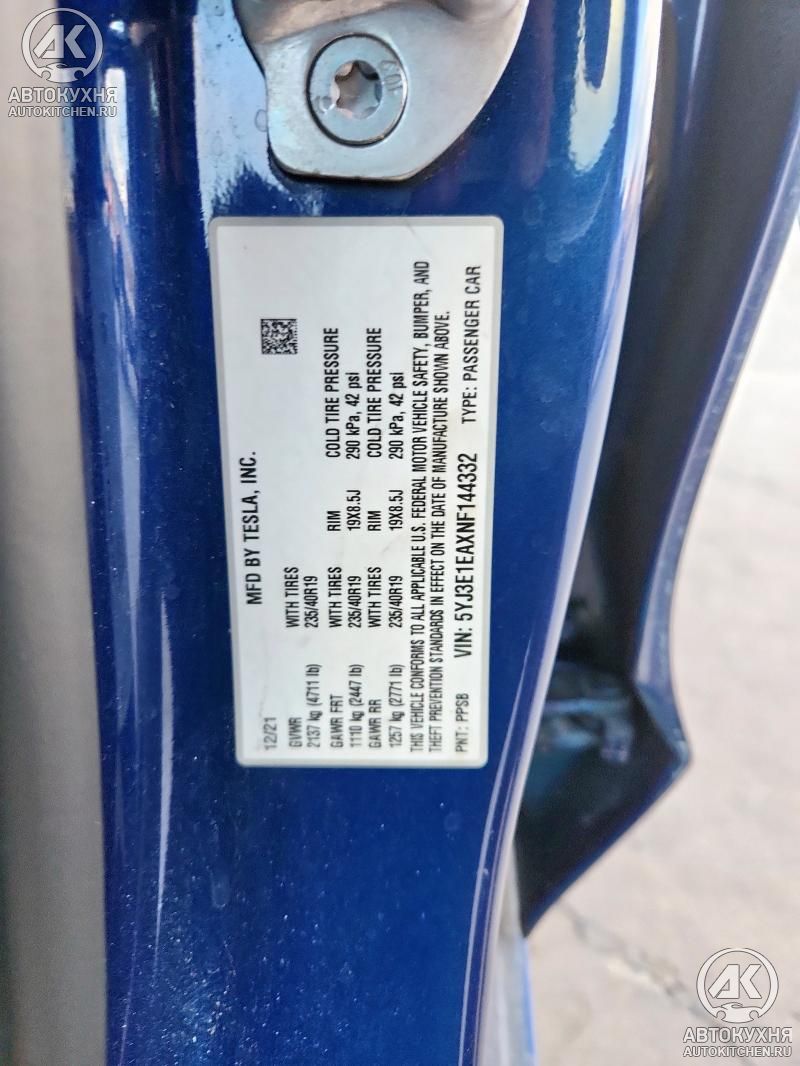 АВТОКУХНЯ
AUTOKITCHEN.RU
MFD BY TESLA, INC.
12/21
GVWR WITH TIRES
2137 kg (4711 lb) 235/40R19
GAWR FRT WITH TIRES RIM COLD TIRE PRESSURE
1110 kg (2447 lb) 235/40R19 19X8.5J 290 kPa, 42 psi
GAWR RR WITH TIRES RIM COLD TIRE PRESSURE
1257 kg (2771 lb) 235/40R19 19X8.5J 290 kPa, 42 psi
THIS VEHICLE CONFORMS TO ALL APPLICABLE U.S. FEDERAL MOTOR VEHICLE SAFETY, BUMPER, AND
THEFT PREVENTION STANDARDS IN EFFECT ON THE DATE OF MANUFACTURE SHOWN ABOVE.
PNT: PPSB VIN: 5YJ3E1EAXNF144332 TYPE: PASSENGER CAR
АВТОКУХНЯ
AUTOKITCHEN.RU